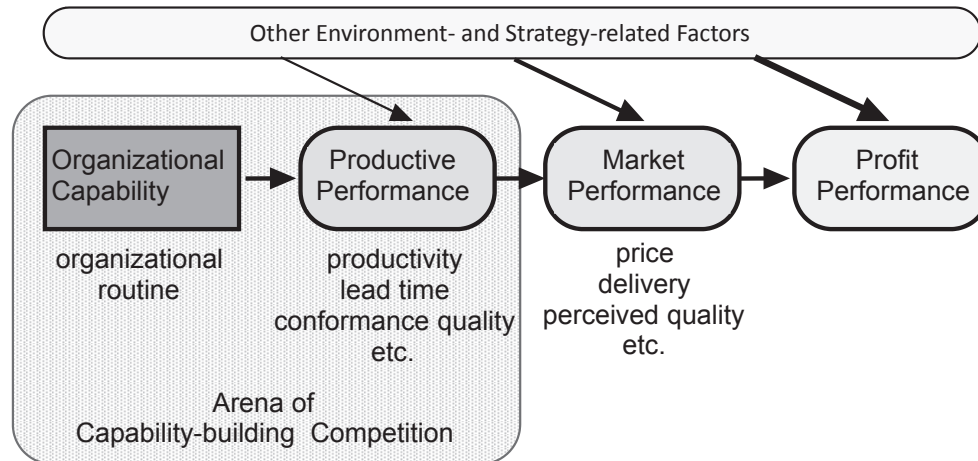 Other Environment- and Strategy-related Factors
Organizational
Capability
Productive
Performance
Market
Performance
Profit
Performance
organizational
routine
productivity
lead time
conformance quality
etc.
price
delivery
perceived quality
etc.
Arena of
Capability-building Competition